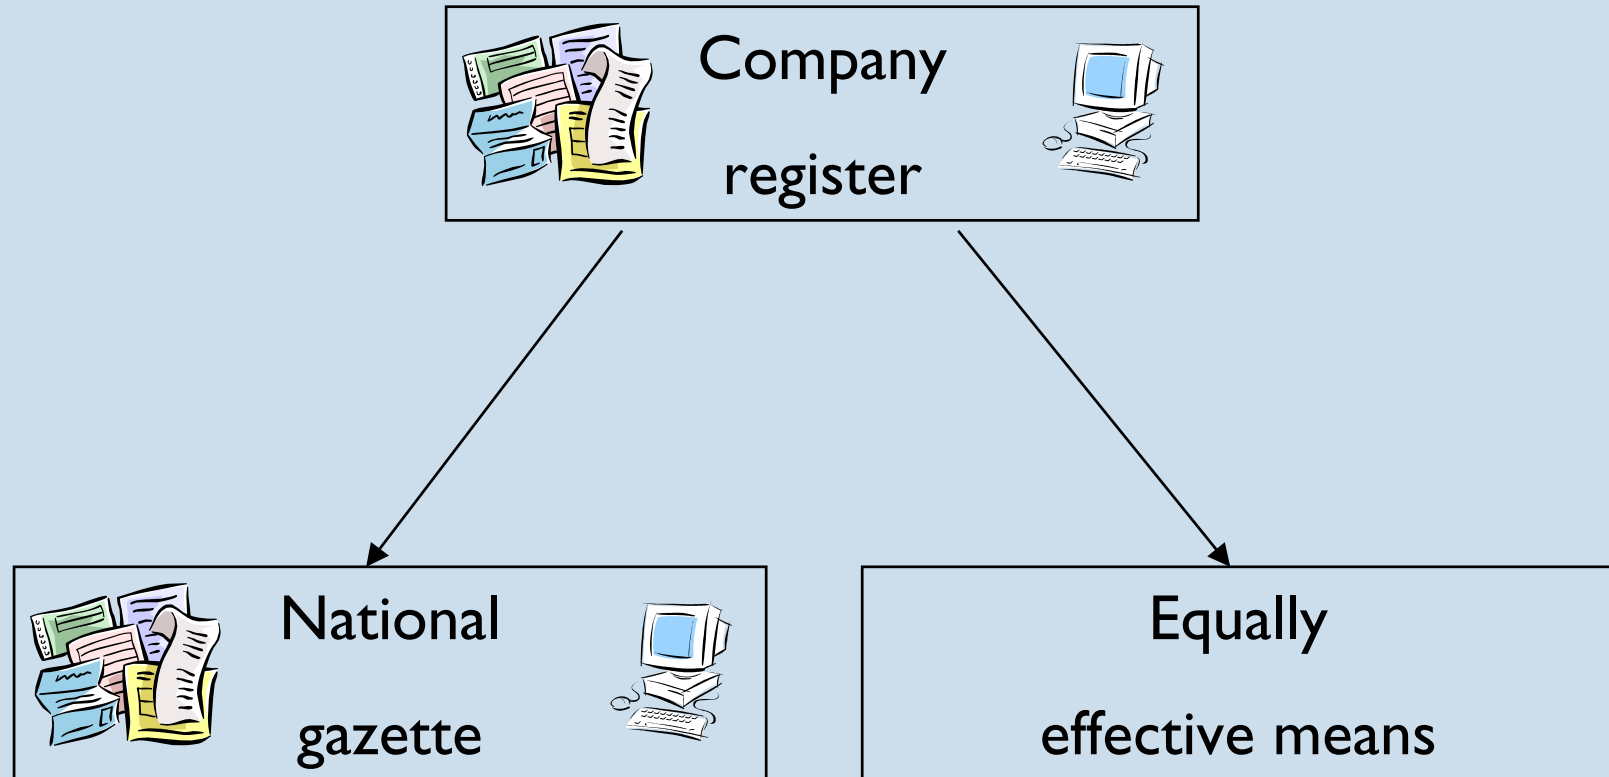 Company
register
National
gazette
Equally
effective means